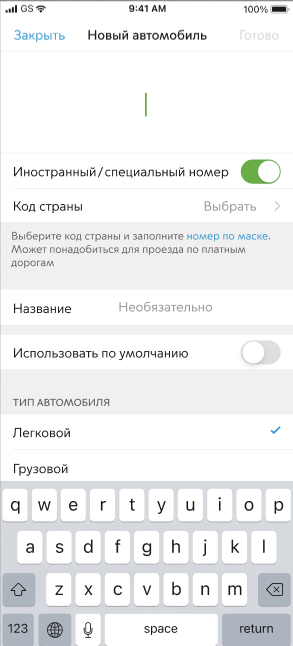 GS 9:41 AM 100%
Закрыть Новый автомобиль Готово
Иностранный/специальный номер
Код страны Выбрать
Выберите код страны и заполните номер по маске.
Может понадобиться для проезда по платным
дорогам
Название Необязательно
Использовать по умолчанию
ТИП АВТОМОБИЛЯ
Легковой
Грузовой
q w e r t y u i o p
a s d f g h j k l
z x c v b n m
123 space return